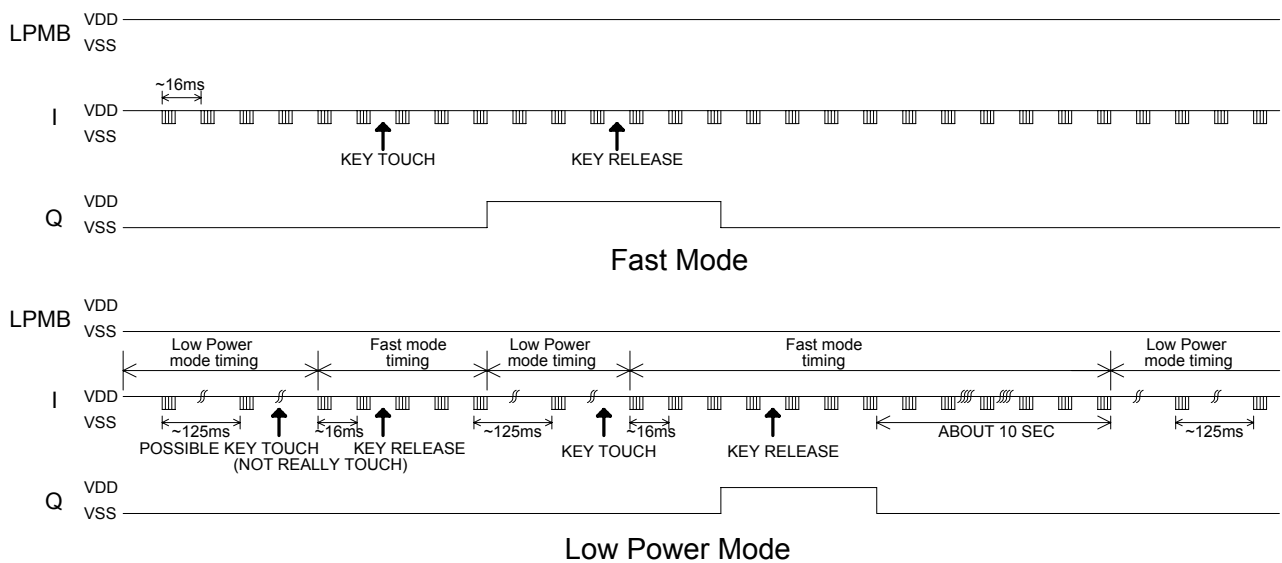 LPMB VDD
VSS
~16ms
I VDD
VSS
KEY TOUCH KEY RELEASE
Q VDD
VSS
Fast Mode
LPMB VDD
VSS
Low Power
mode timing
Fast mode
timing
Low Power
mode timing
Fast mode
timing
Low Power
mode timing
I VDD
VSS
~125ms ~16ms ~125ms ~16ms ABOUT 10 SEC ~125ms
POSSIBLE KEY TOUCH
(NOT REALLY TOUCH)
KEY RELEASE KEY TOUCH KEY RELEASE
Q VDD
VSS
Low Power Mode